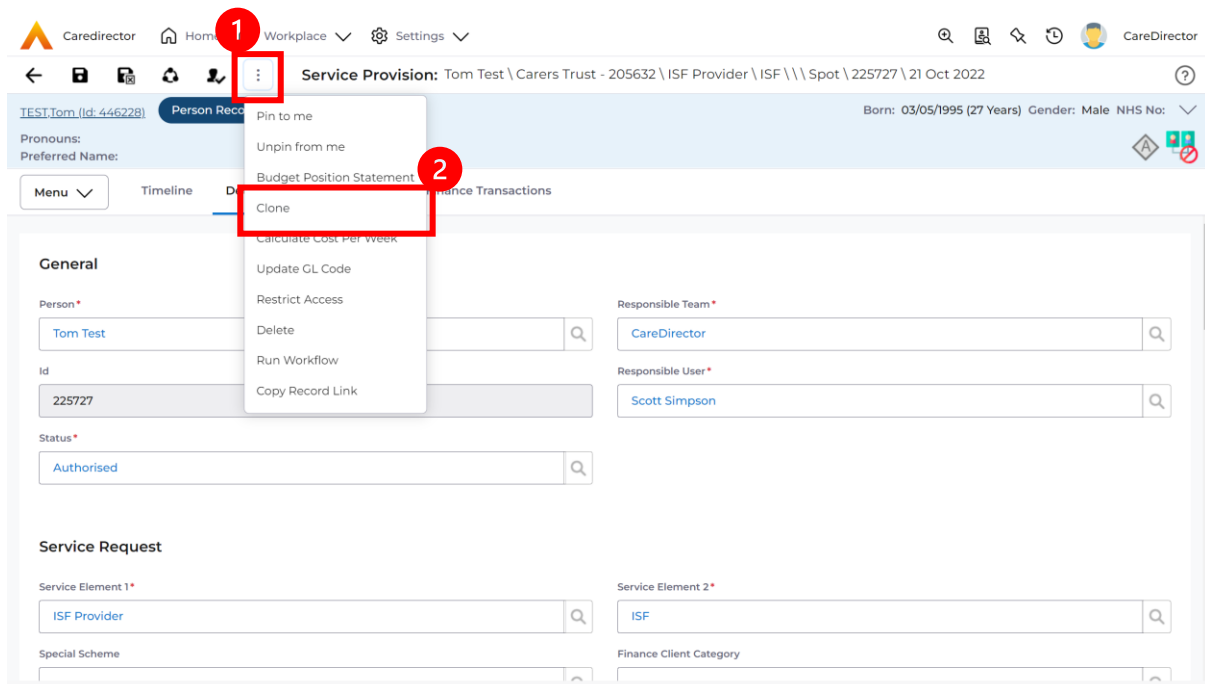 Caredirector Home Workplace Settings CareDirector
1
Service Provision: Tom Test \ Carers Trust - 205632 \ ISF Provider \ ISF \ \ \ Spot \ 225727 \ 21 Oct 2022
TEST,Tom (Id: 446228) Person Reco Born: 03/05/1995 (27 Years) Gender: Male NHS No:
Pronouns:
Preferred Name:
A
Pin to me
Unpin from me
Budget Position Statement
2
Menu Timeline De nance Transactions
Clone
Calculate Cost Per Week
Update GL Code
Restrict Access
Delete
Run Workflow
Copy Record Link
General
Person* Responsible Team*
Tom Test CareDirector
Id Responsible User*
225727 Scott Simpson
Status*
Authorised
Service Request
Service Element 1* Service Element 2*
ISF Provider ISF
Special Scheme Finance Client Category